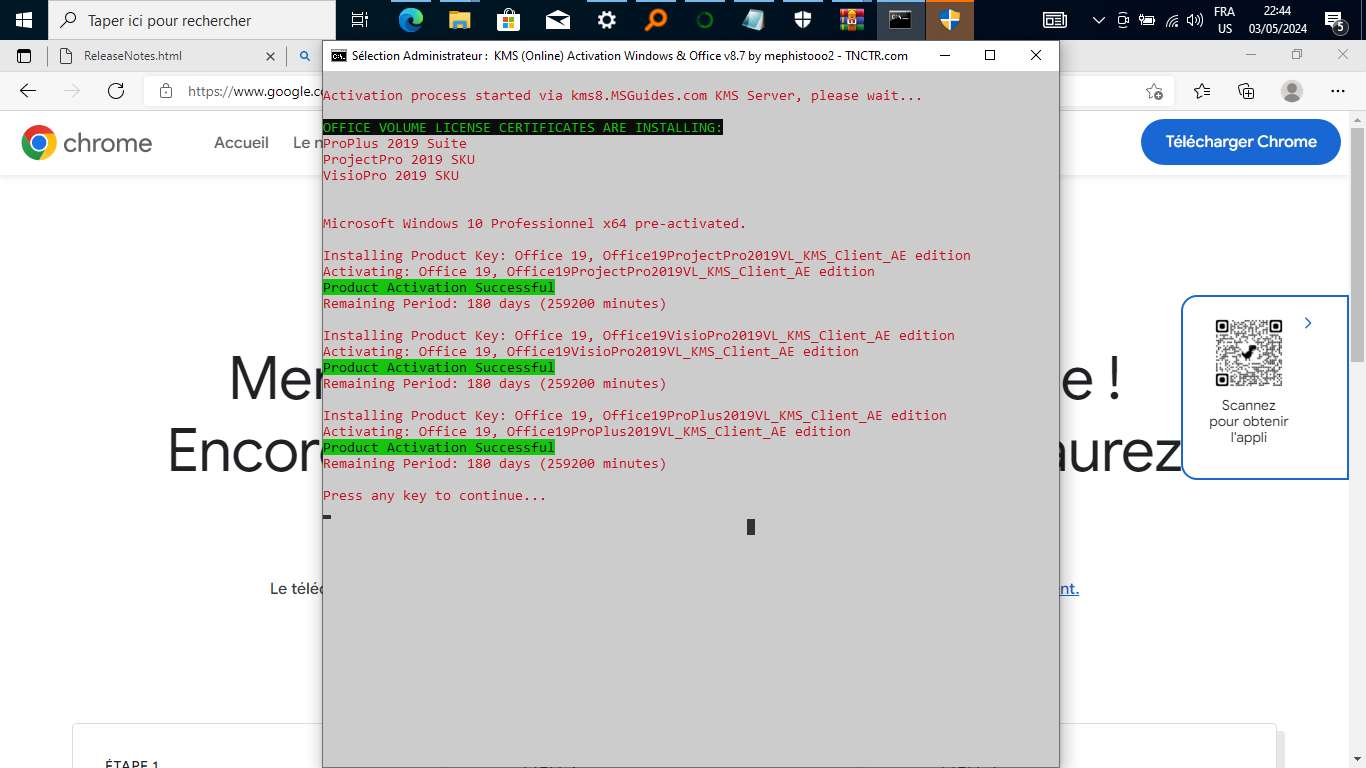 Taper ici pour rechercher
FRA
US
22:44
03/05/2024
5
ReleaseNotes.html
Sélection Administrateur : KMS (Online) Activation Windows & Office v8.7 by mephistooo2 - TNCTR.com
https://www.google.co
chrome
Accueil
Le n
Télécharger Chrome
Activation process started via kms8.MSGuides.com KMS Server, please wait...
OFFICE VOLUME LICENSE CERTIFICATES ARE INSTALLING:
ProPlus 2019 Suite
ProjectPro 2019 SKU
VisioPro 2019 SKU
Microsoft Windows 10 Professionnel x64 pre-activated.
Installing Product Key: Office 19, Office19ProjectPro2019VL_KMS_Client_AE edition
Activating: Office 19, Office19ProjectPro2019VL_KMS_Client_AE edition
Product Activation Successful
Remaining Period: 180 days (259200 minutes)
Installing Product Key: Office 19, Office19VisioPro2019VL_KMS_Client_AE edition
Activating: Office 19, Office19VisioPro2019VL_KMS_Client_AE edition
Product Activation Successful
Remaining Period: 180 days (259200 minutes)
Installing Product Key: Office 19, Office19ProPlus2019VL_KMS_Client_AE edition
Activating: Office 19, Office19ProPlus2019VL_KMS_Client_AE edition
Product Activation Successful
Remaining Period: 180 days (259200 minutes)
Press any key to continue...
Mer
e !
Encor
aurez
Scannez
pour obtenir
l'appli
Le téléc
nt.
ÉTAPE 1